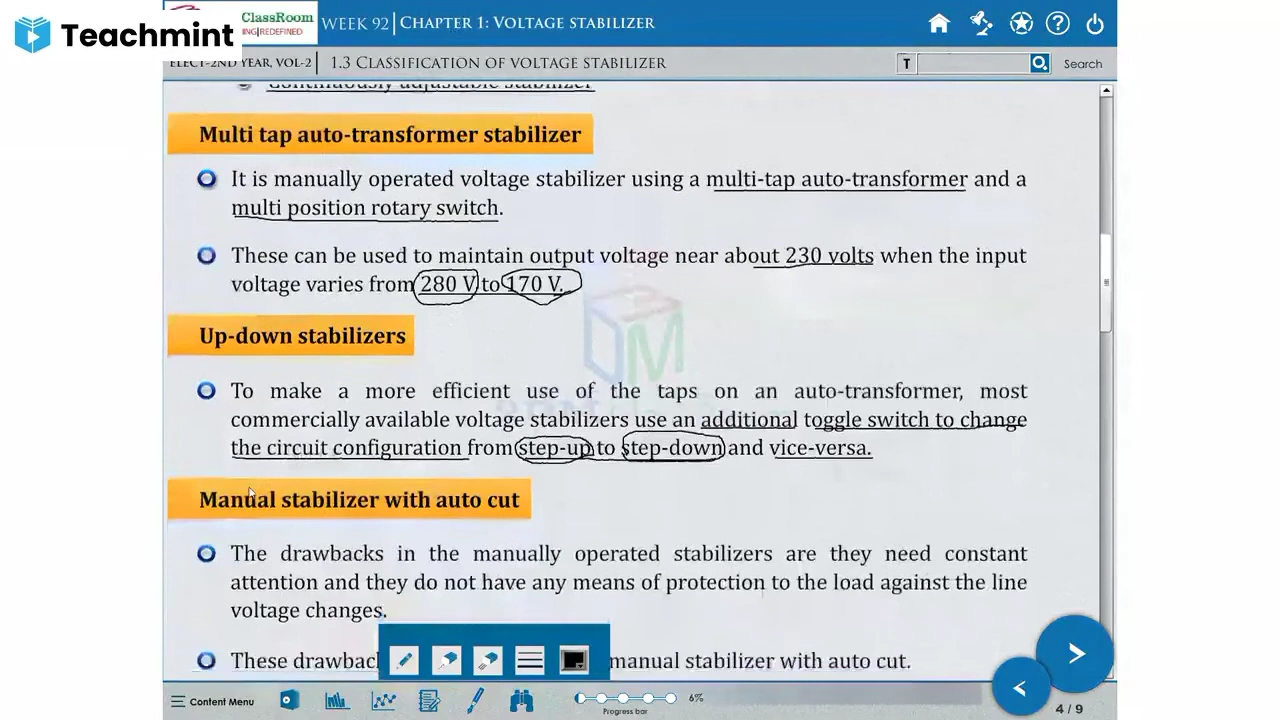 Teachmint
ClassRoom
ING|REDEFINED
WEEK 92
CHAPTER 1: VOLTAGE STABILIZER
ELECT-2ND YEAR, VOL-2
1.3 CLASSIFICATION OF VOLTAGE STABILIZER
T
Search
Continuously adjustable stabilizer
Multi tap auto-transformer stabilizer
It is manually operated voltage stabilizer using a multi-tap auto-transformer and a
multi position rotary switch.
These can be used to maintain output voltage near about 230 volts when the input
voltage varies from 280 V to 170 V.
Up-down stabilizers
To make a more efficient use of the taps on an auto-transformer, most
commercially available voltage stabilizers use an additional toggle switch to change
the circuit configuration from step-up to step-down and vice-versa.
Manual stabilizer with auto cut
The drawbacks in the manually operated stabilizers are they need constant
attention and they do not have any means of protection to the load against the line
voltage changes.
These drawbac
manual stabilizer with auto cut.
Content Menu
Progress bar
6%
4 / 9